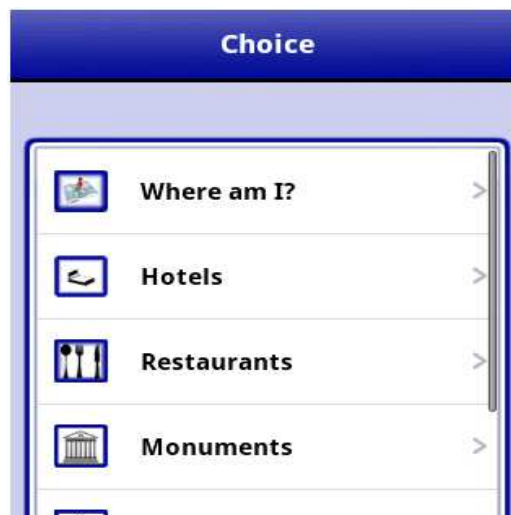 Choice
Where am I?
Hotels
Restaurants
Monuments